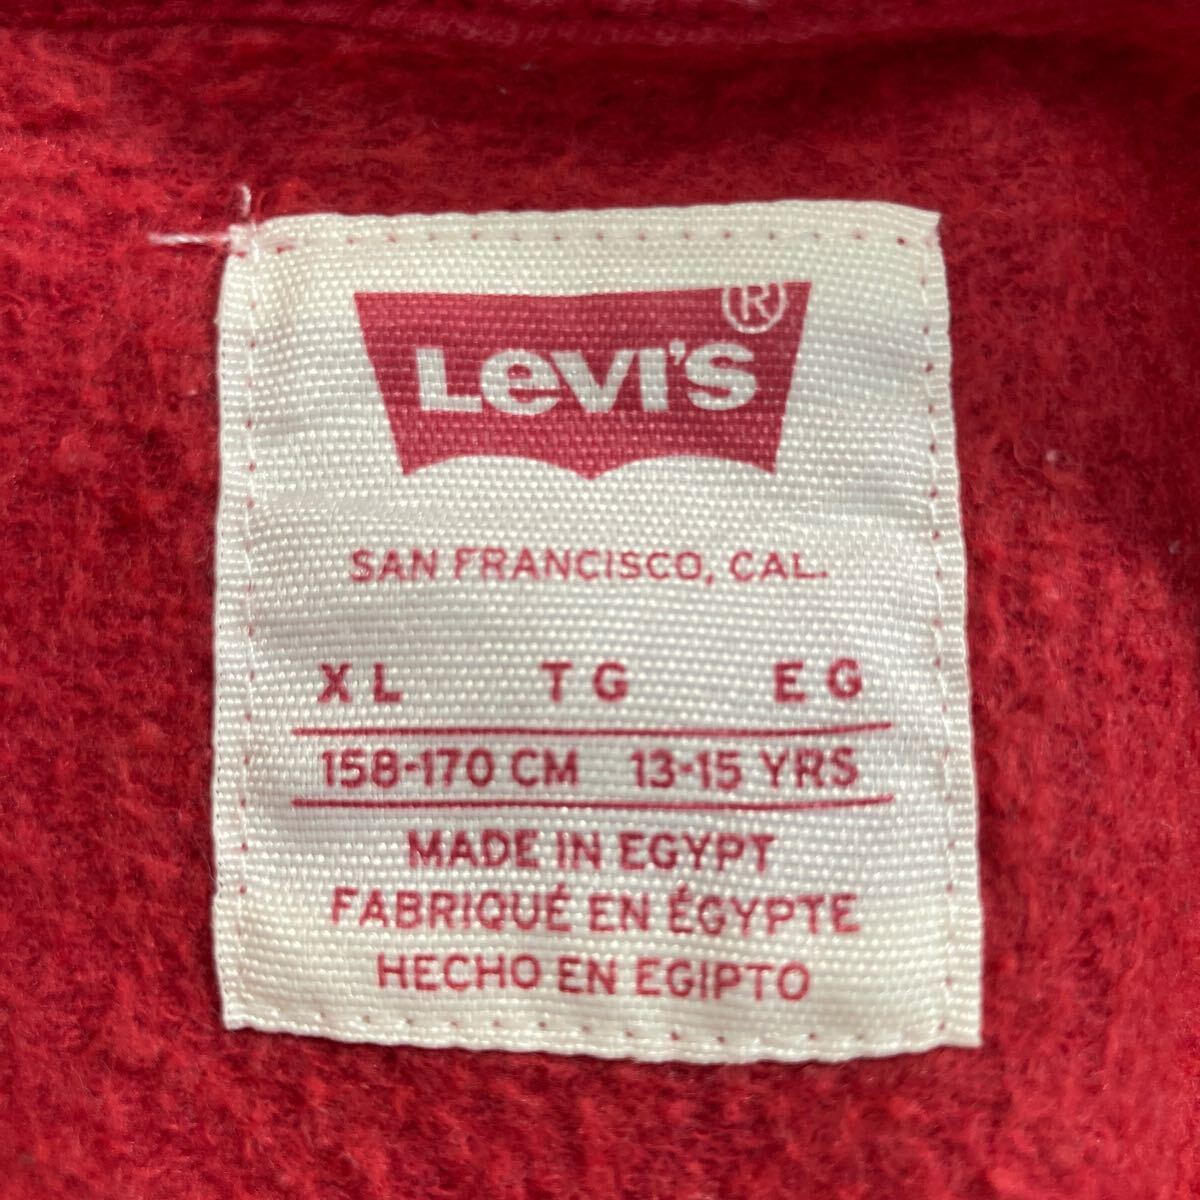 Levi's®
SAN FRANCISCO, CAL.
XL TG EG
158-170 CM 13-15 YRS
MADE IN EGYPT
FABRIQUÉ EN ÉGYPTE
HECHO EN EGIPTO